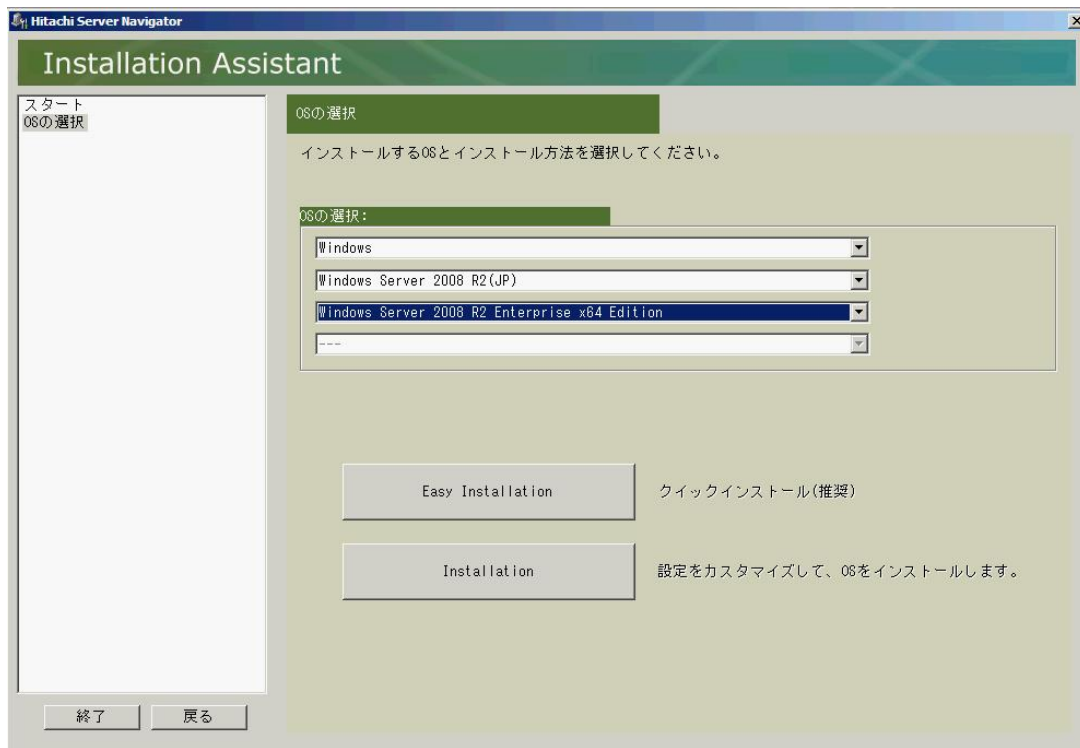 Hitachi Server Navigator
Installation Assistant
スタート
OSの選択
OSの選択
インストールするOSとインストール方法を選択してください。
OSの選択:
Windows
Windows Server 2008 R2(JP)
Windows Server 2008 R2 Enterprise x64 Edition
---
Easy Installation
クイックインストール(推奨)
Installation
設定をカスタマイズして、OSをインストールします。
終了
戻る